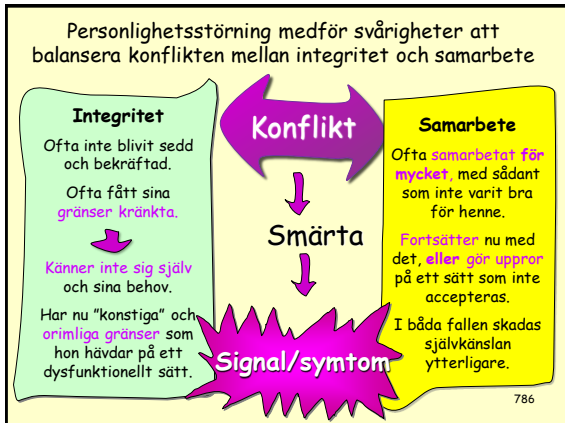 Personlighetsstörning medför svårigheter att
balansera konflikten mellan integritet och samarbete
Integritet
Ofta inte blivit sedd
och bekräftad.
Ofta fått sina
gränser kränkta.
Känner inte sig själv
och sina behov.
Har nu "konstiga" och
orimliga gränser som
hon hävdar på ett
dysfunktionellt sätt.
Konflikt
Smärta
Signal/symtom
Samarbete
Ofta samarbetat för
mycket, med sådant
som inte varit bra
för henne.
Fortsätter nu med
det, eller gör uppror
på ett sätt som inte
accepteras.
I båda fallen skadas
självkänslan
ytterligare.
786